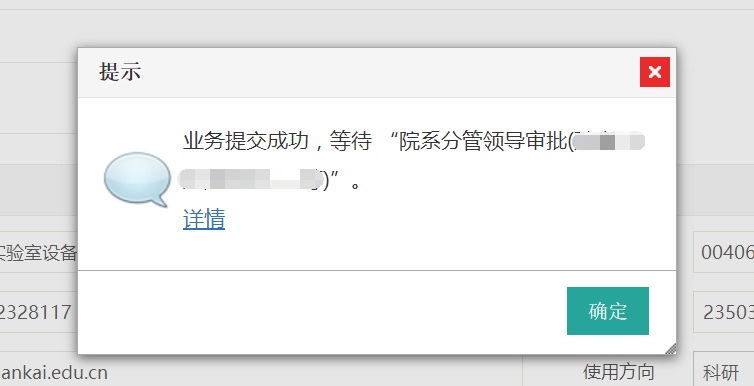 提示
业务提交成功，等待 “院系分管领导审批(
)”。
详情
实验室设备
00406
2328117
确定
23503
ankai.edu.cn
使用方向
科研